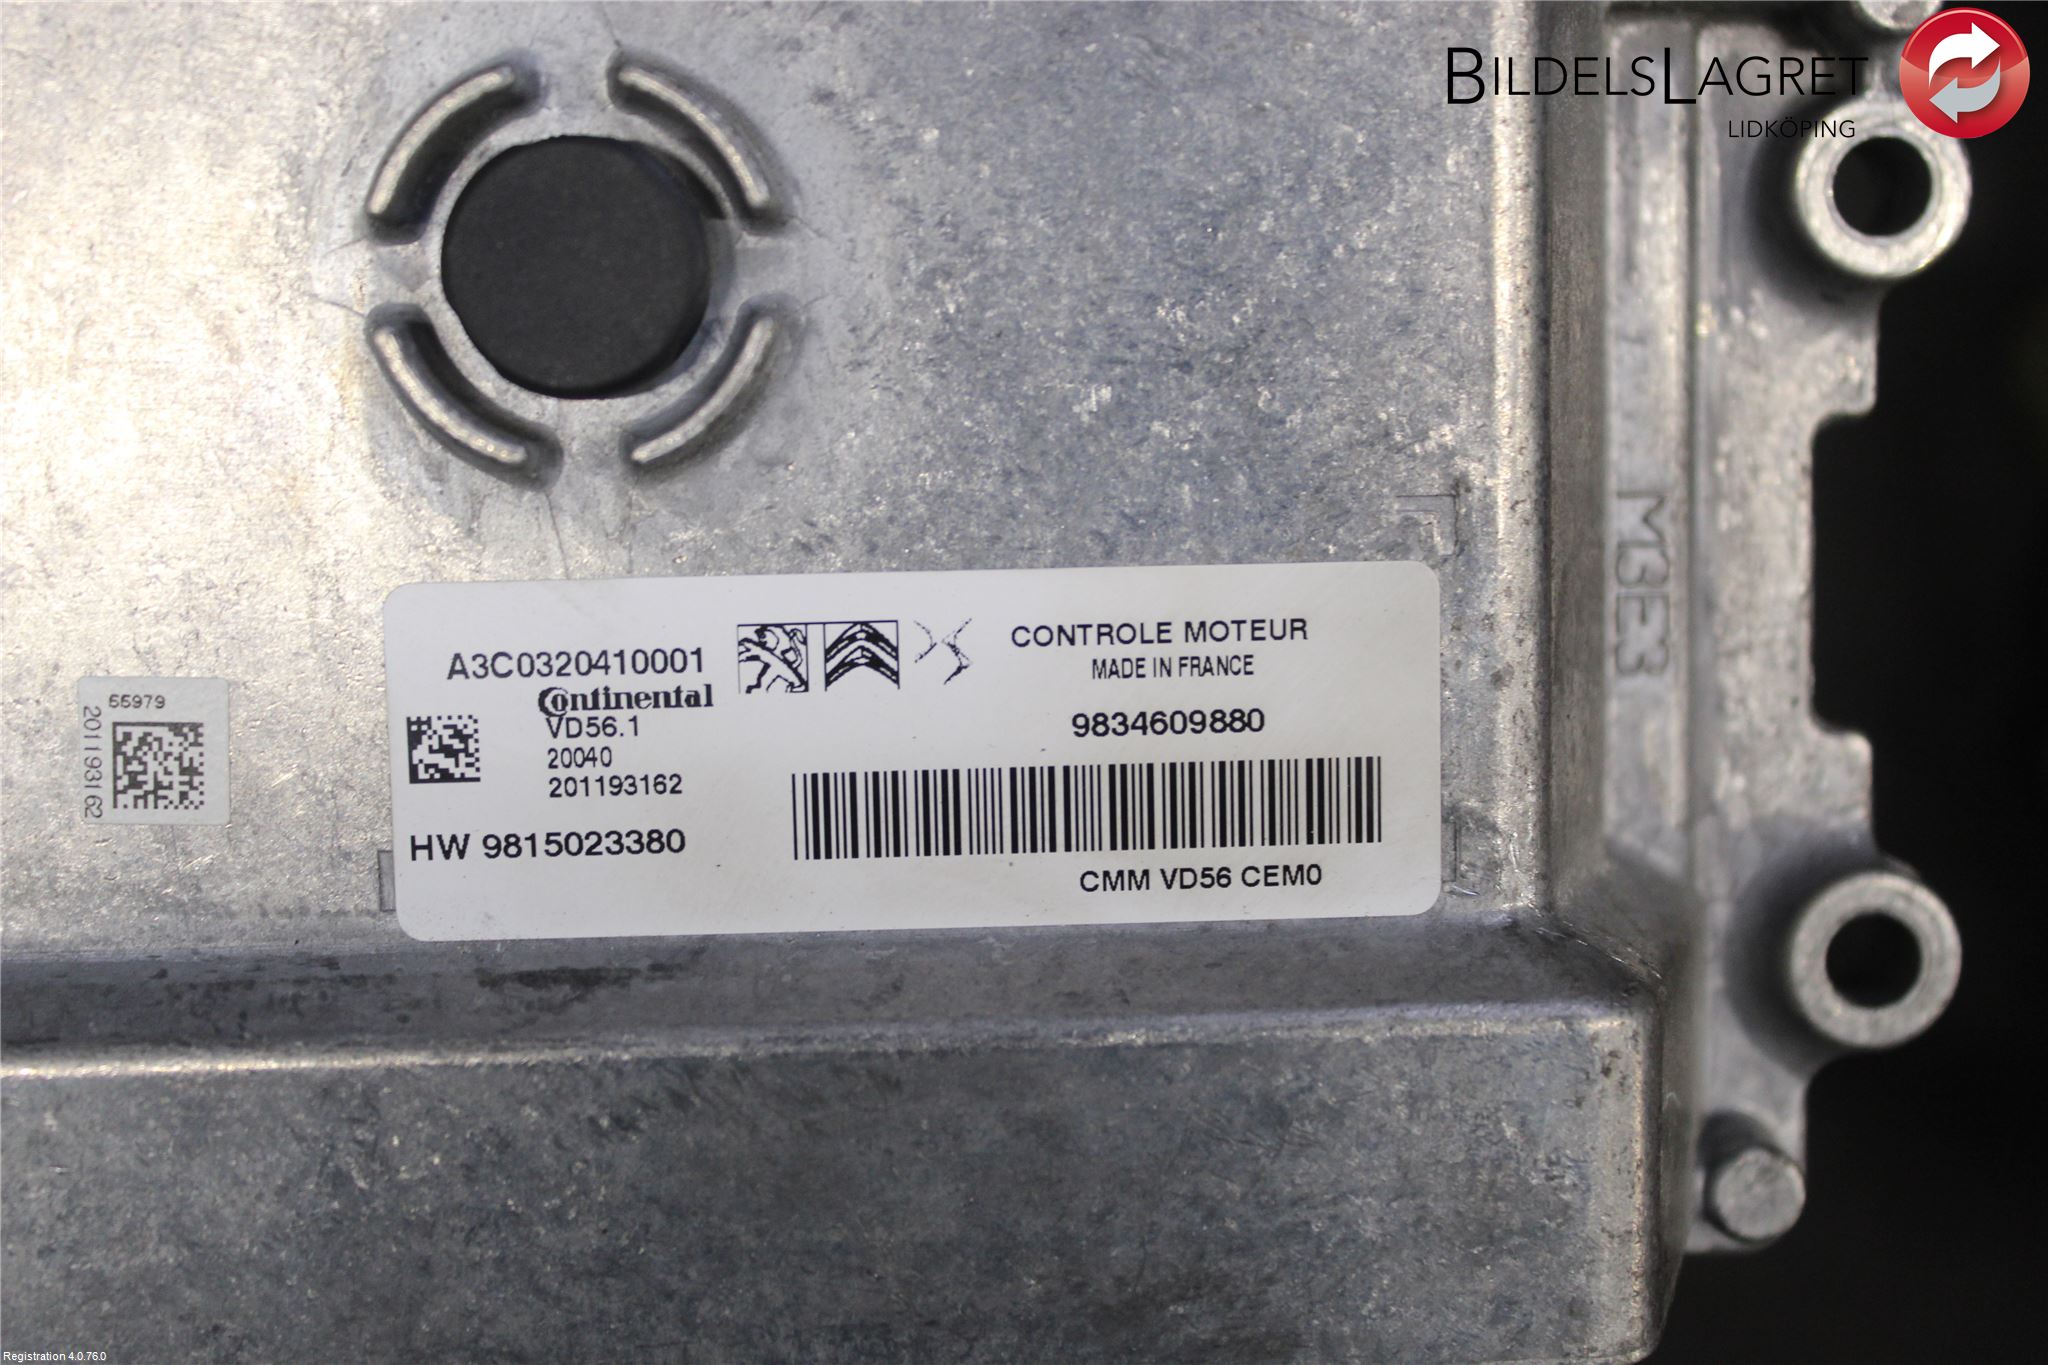 BILDELSLAGRET
LIDKÖPING
M3E3
55979
201193162
A3C0320410001
Continental
VD56.1
20040
201193162
HW 9815023380
CONTROLE MOTEUR
MADE IN FRANCE
9834609880
CMM VD56 CEM0
Registration 4.0.76.0